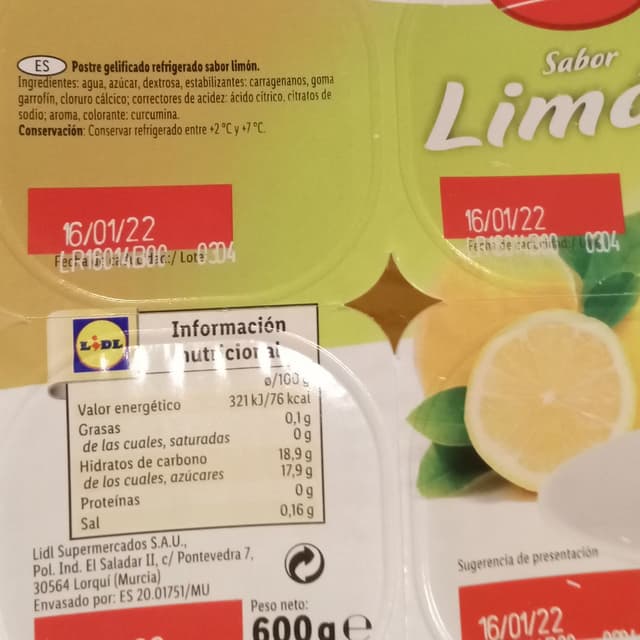 ES Postre gelificado refrigerado sabor limón.
Ingredientes: agua, azúcar, dextrosa, estabilizantes: carragenanos, goma
garrofín, cloruro cálcico; correctores de acidez: ácido cítrico, citratos de
sodio; aroma, colorante: curcumina.
Conservación: Conservar refrigerado entre +2 °C y +7 °C.
16/01/22
0304
/ Lote
Sabor
Limó
16/01/22
0304
LIDL
Información
nutricional
ø/100 g
Valor energético 321 kJ/76 kcal
Grasas 0,1 g
de las cuales, saturadas 0 g
Hidratos de carbono 18,9 g
de los cuales, azúcares 17,9 g
Proteínas 0 g
Sal 0,16 g
Lidl Supermercados S.A.U.,
Pol. Ind. El Saladar II, c/ Pontevedra 7,
30564 Lorquí (Murcia)
Envasado por: ES 20.01751/MU
Peso neto:
600 g e
Sugerencia de presentación
16/01/22